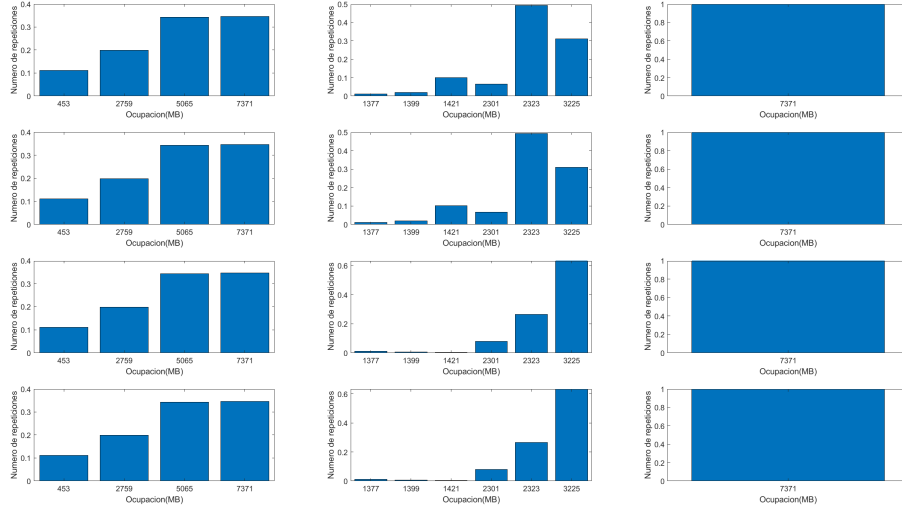 Numero de repeticiones
0.4
0.3
0.2
0.1
0
453 2759 5065 7371
Ocupacion(MB)
Numero de repeticiones
0.5
0.4
0.3
0.2
0.1
0
1377 1399 1421 2301 2323 3225
Ocupacion(MB)
Numero de repeticiones
1
0.8
0.6
0.4
0.2
0
7371
Ocupacion(MB)
Numero de repeticiones
0.4
0.3
0.2
0.1
0
453 2759 5065 7371
Ocupacion(MB)
Numero de repeticiones
0.5
0.4
0.3
0.2
0.1
0
1377 1399 1421 2301 2323 3225
Ocupacion(MB)
Numero de repeticiones
1
0.8
0.6
0.4
0.2
0
7371
Ocupacion(MB)
Numero de repeticiones
0.4
0.3
0.2
0.1
0
453 2759 5065 7371
Ocupacion(MB)
Numero de repeticiones
0.6
0.4
0.2
0
1377 1399 1421 2301 2323 3225
Ocupacion(MB)
Numero de repeticiones
1
0.8
0.6
0.4
0.2
0
7371
Ocupacion(MB)
Numero de repeticiones
0.4
0.3
0.2
0.1
0
453 2759 5065 7371
Ocupacion(MB)
Numero de repeticiones
0.6
0.4
0.2
0
1377 1399 1421 2301 2323 3225
Ocupacion(MB)
Numero de repeticiones
1
0.8
0.6
0.4
0.2
0
7371
Ocupacion(MB)